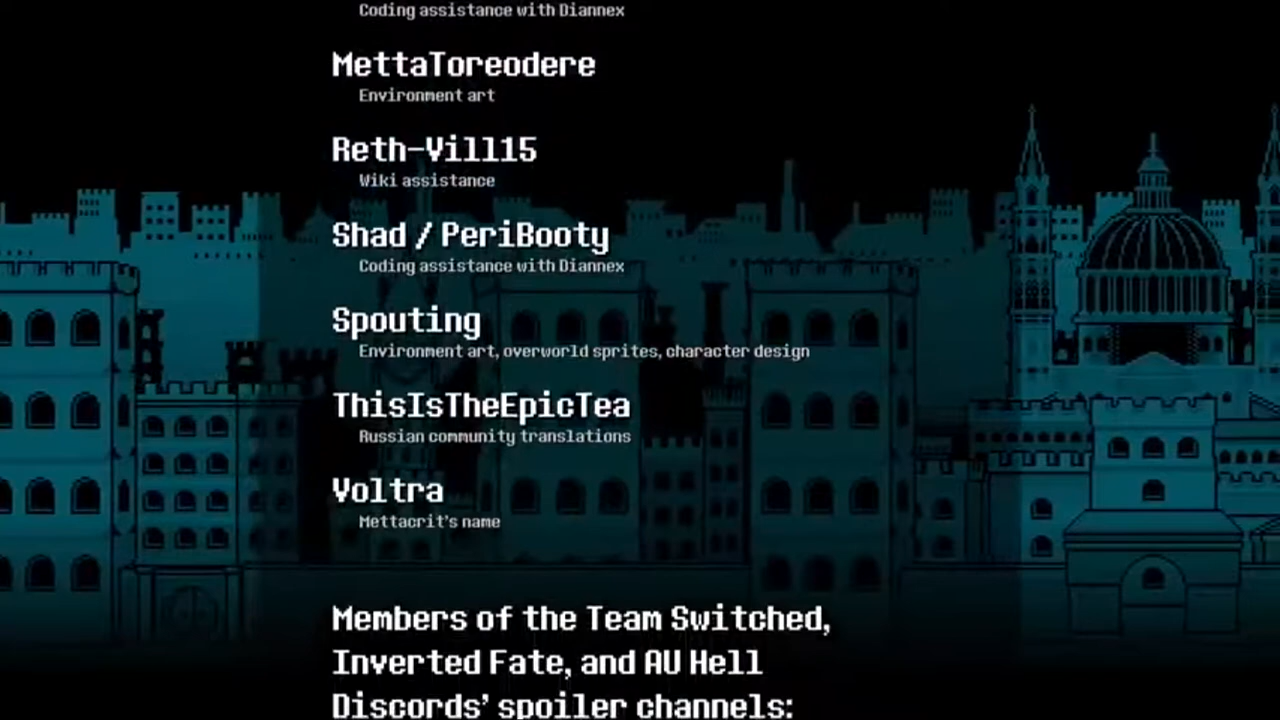 Coding assistance with Diannex
MettaToreodere
Environment art
Reth-Vill15
Wiki assistance
Shad / PeriBooty
Coding assistance with Diannex
Spouting
Environment art, overworld sprites, character design
ThisIsTheEpicTea
Russian community translations
Voltra
Mettacrit's name
Members of the Team Switched,
Inverted Fate, and AU Hell
Discords' spoiler channels: